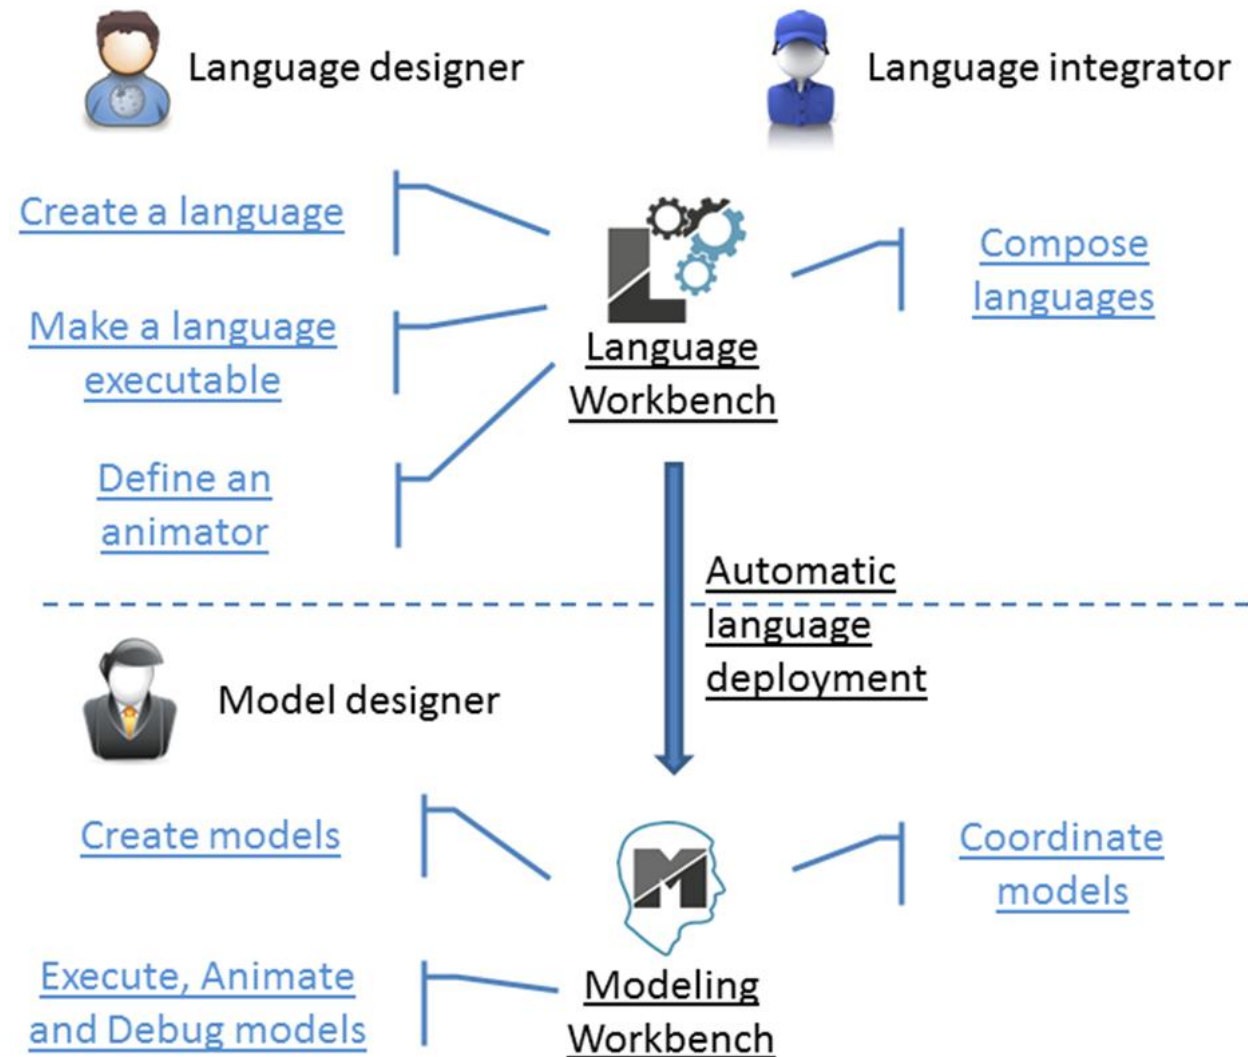 Language designer
Language integrator
Create a language
Make a language
executable
Define an
animator
L
Language
Workbench
Compose
languages
Automatic
language
deployment
Model designer
Create models
Execute, Animate
and Debug models
M
Modeling
Workbench
Coordinate
models